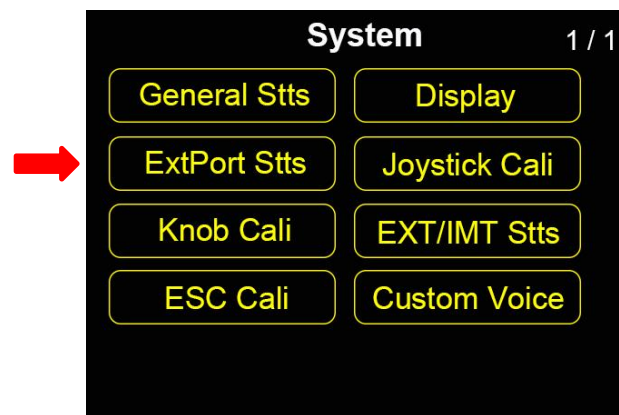 System
1 / 1
General Stts
Display
ExtPort Stts
Joystick Cali
Knob Cali
EXT/IMT Stts
ESC Cali
Custom Voice